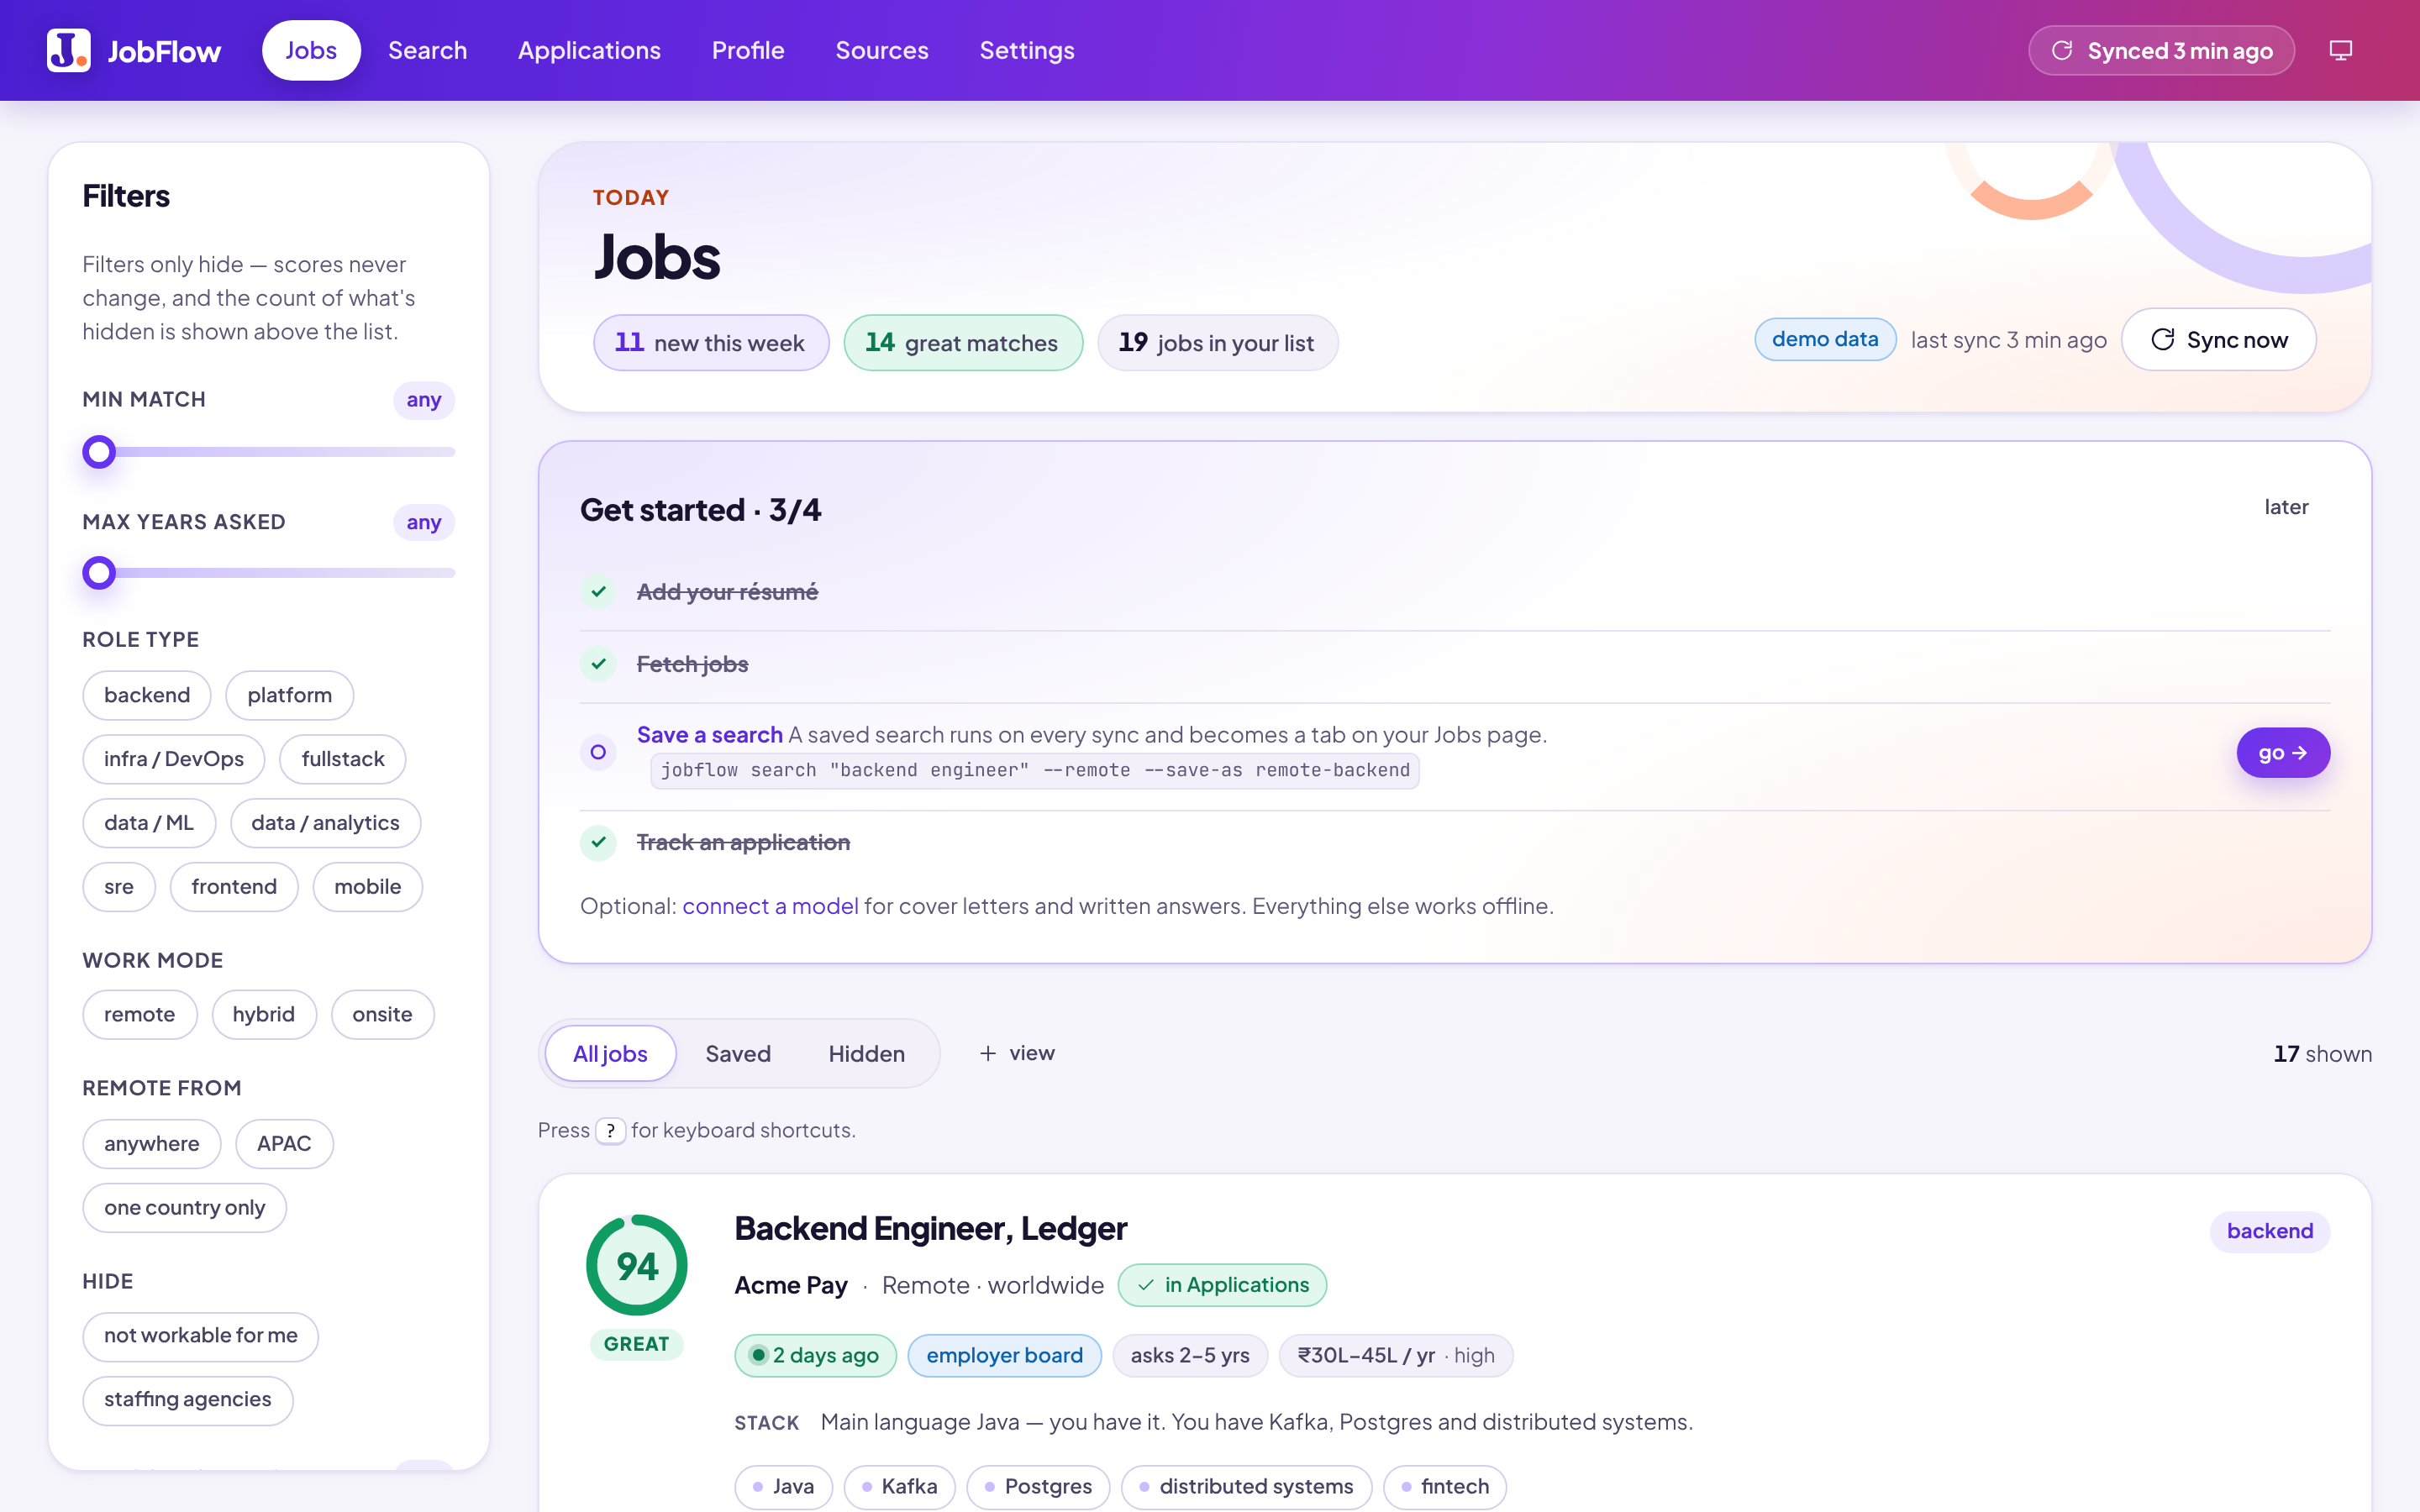 J. JobFlow Jobs Search Applications Profile Sources Settings Synced 3 min ago
Filters
Filters only hide — scores never
change, and the count of what's
hidden is shown above the list.
MIN MATCH any
MAX YEARS ASKED any
ROLE TYPE
backend platform
infra / DevOps fullstack
data / ML data / analytics
sre frontend mobile
WORK MODE
remote hybrid onsite
REMOTE FROM
anywhere APAC
one country only
HIDE
not workable for me
staffing agencies
TODAY
Jobs
11 new this week 14 great matches 19 jobs in your list demo data last sync 3 min ago Sync now
Get started · 3/4 later
Add your résumé
Fetch jobs
Save a search A saved search runs on every sync and becomes a tab on your Jobs page.
jobflow search "backend engineer" --remote --save-as remote-backend
go →
Track an application
Optional: connect a model for cover letters and written answers. Everything else works offline.
All jobs Saved Hidden + view 17 shown
Press ? for keyboard shortcuts.
94
GREAT
Backend Engineer, Ledger backend
Acme Pay · Remote · worldwide in Applications
2 days ago employer board asks 2–5 yrs ₹30L–45L / yr · high
STACK Main language Java — you have it. You have Kafka, Postgres and distributed systems.
Java Kafka Postgres distributed systems fintech